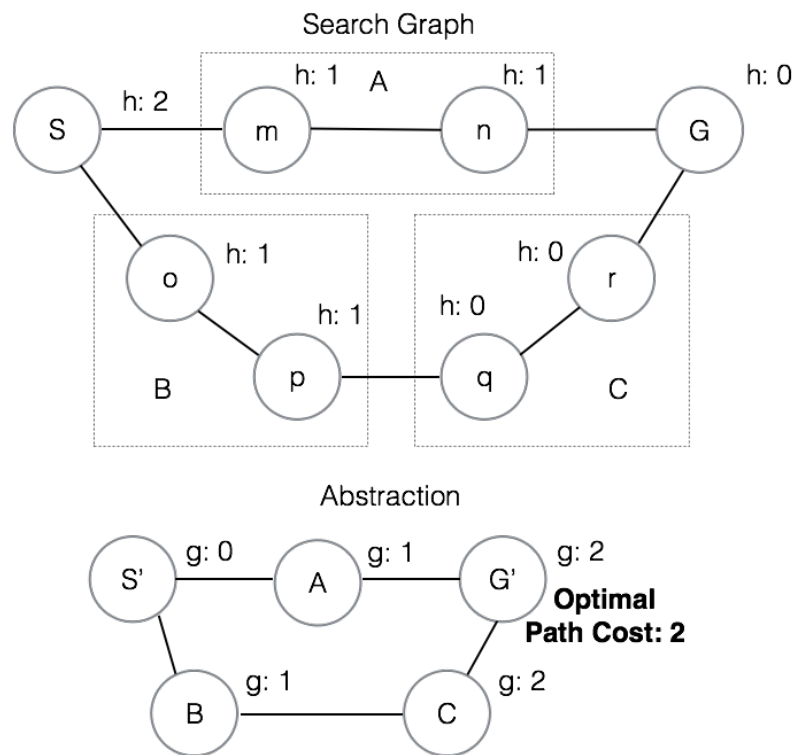 Search Graph
h: 1
A
h: 1
h: 0
h: 2
S
m
n
G
h: 1
h: 0
o
r
h: 1
h: 0
p
q
B
C
Abstraction
g: 0
g: 1
g: 2
S'
A
G'
Optimal
Path Cost: 2
g: 1
g: 2
B
C